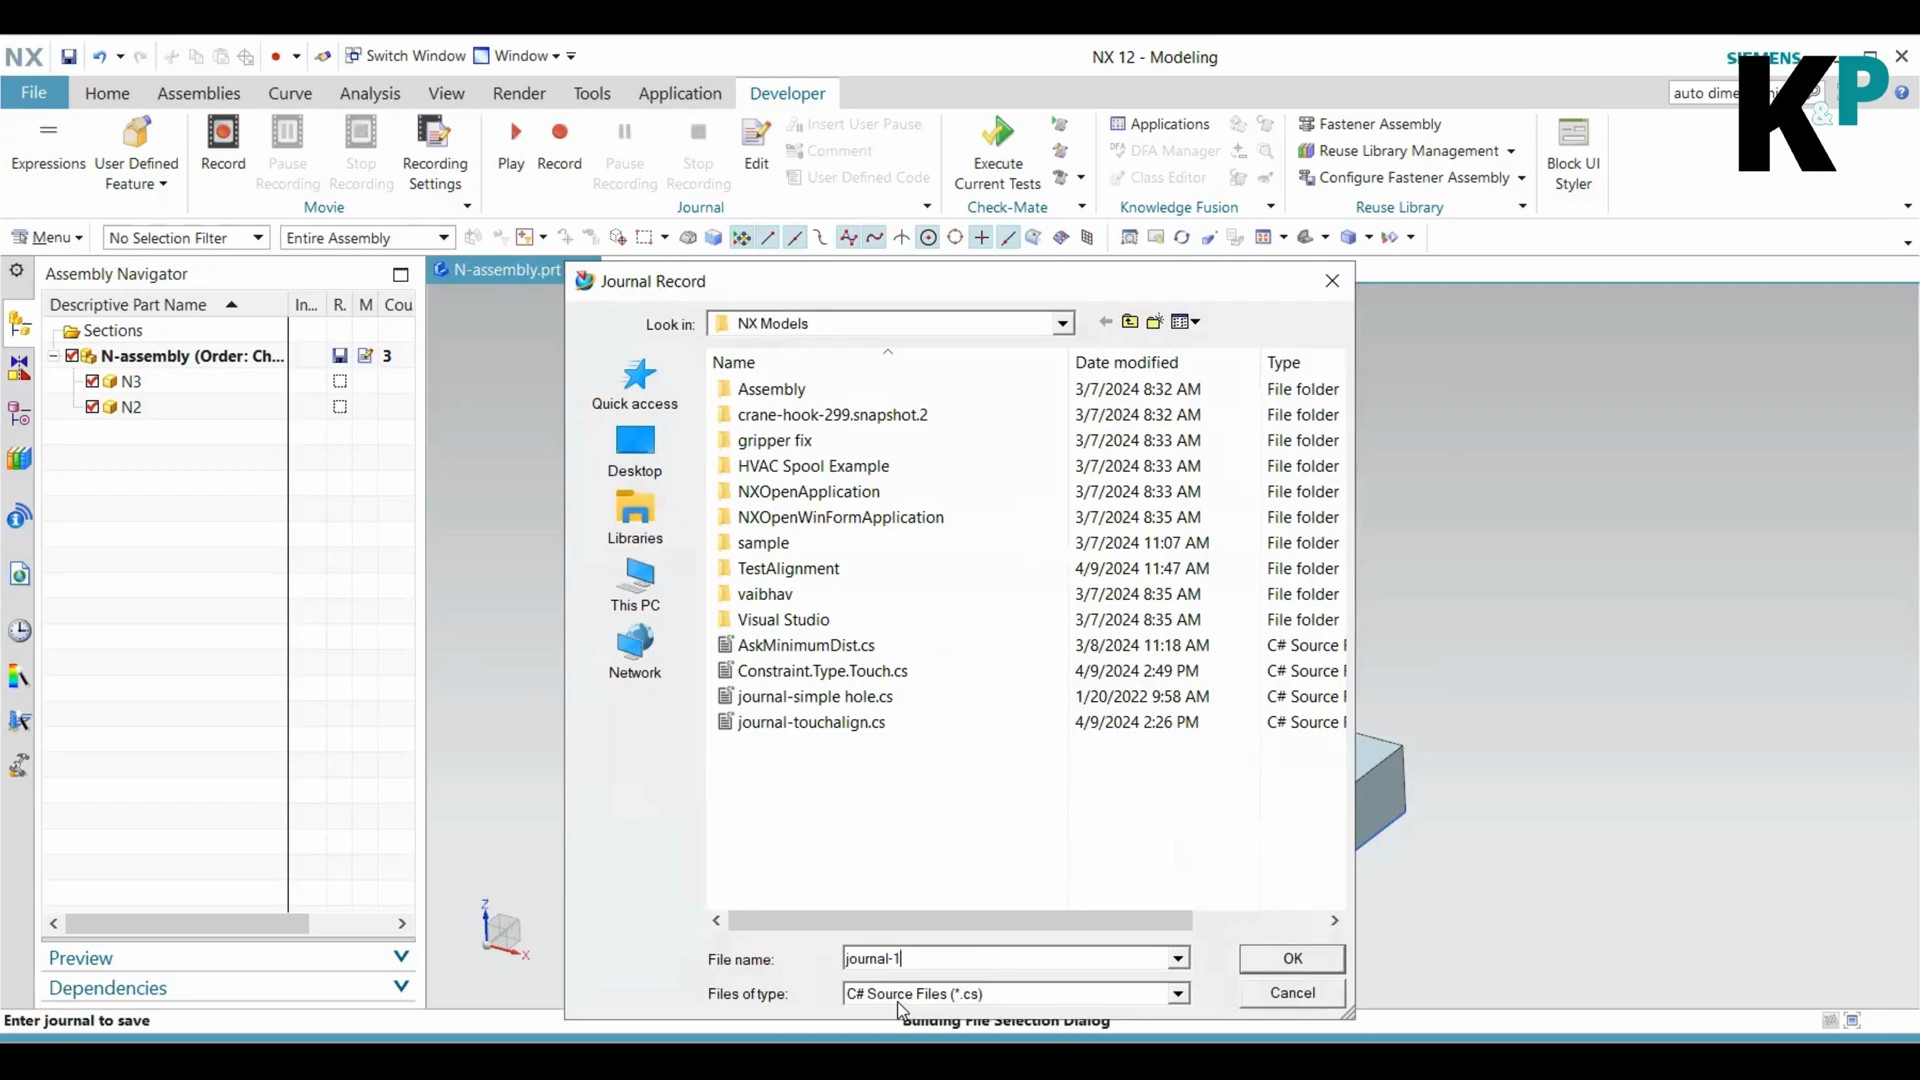 NX
Switch Window
Window
NX 12 - Modeling
SIEMENS
K&P
File
Home
Assemblies
Curve
Analysis
View
Render
Tools
Application
Developer
Expressions
User Defined
Feature
Record
Pause
Recording
Stop
Recording
Recording
Settings
Movie
Play
Record
Pause
Recording
Stop
Recording
Edit
Insert User Pause
Comment
User Defined Code
Journal
Execute
Current Tests
Check-Mate
Applications
DFA Manager
Class Editor
Knowledge Fusion
Fastener Assembly
Reuse Library Management
Configure Fastener Assembly
Reuse Library
Block UI
Styler
Menu
No Selection Filter
Entire Assembly
Assembly Navigator
Descriptive Part Name
In...
R.
M
Cou
Sections
N-assembly (Order: Ch...
3
N3
N2
Preview
Dependencies
N-assembly.prt
Journal Record
Look in:
NX Models
Quick access
Desktop
Libraries
This PC
Network
Name Date modified Type
Assembly 3/7/2024 8:32 AM File folder
crane-hook-299.snapshot.2 3/7/2024 8:32 AM File folder
gripper fix 3/7/2024 8:33 AM File folder
HVAC Spool Example 3/7/2024 8:33 AM File folder
NXOpenApplication 3/7/2024 8:33 AM File folder
NXOpenWinFormApplication 3/7/2024 8:35 AM File folder
sample 3/7/2024 11:07 AM File folder
TestAlignment 4/9/2024 11:47 AM File folder
vaibhav 3/7/2024 8:35 AM File folder
Visual Studio 3/7/2024 8:35 AM File folder
AskMinimumDist.cs 3/8/2024 11:18 AM C# Source
Constraint.Type.Touch.cs 4/9/2024 2:49 PM C# Source
journal-simple hole.cs 1/20/2022 9:58 AM C# Source
journal-touchalign.cs 4/9/2024 2:26 PM C# Source
File name: journal-1
OK
Files of type: C# Source Files (*.cs)
Cancel
Z
X
Enter journal to save
Building File Selection Dialog